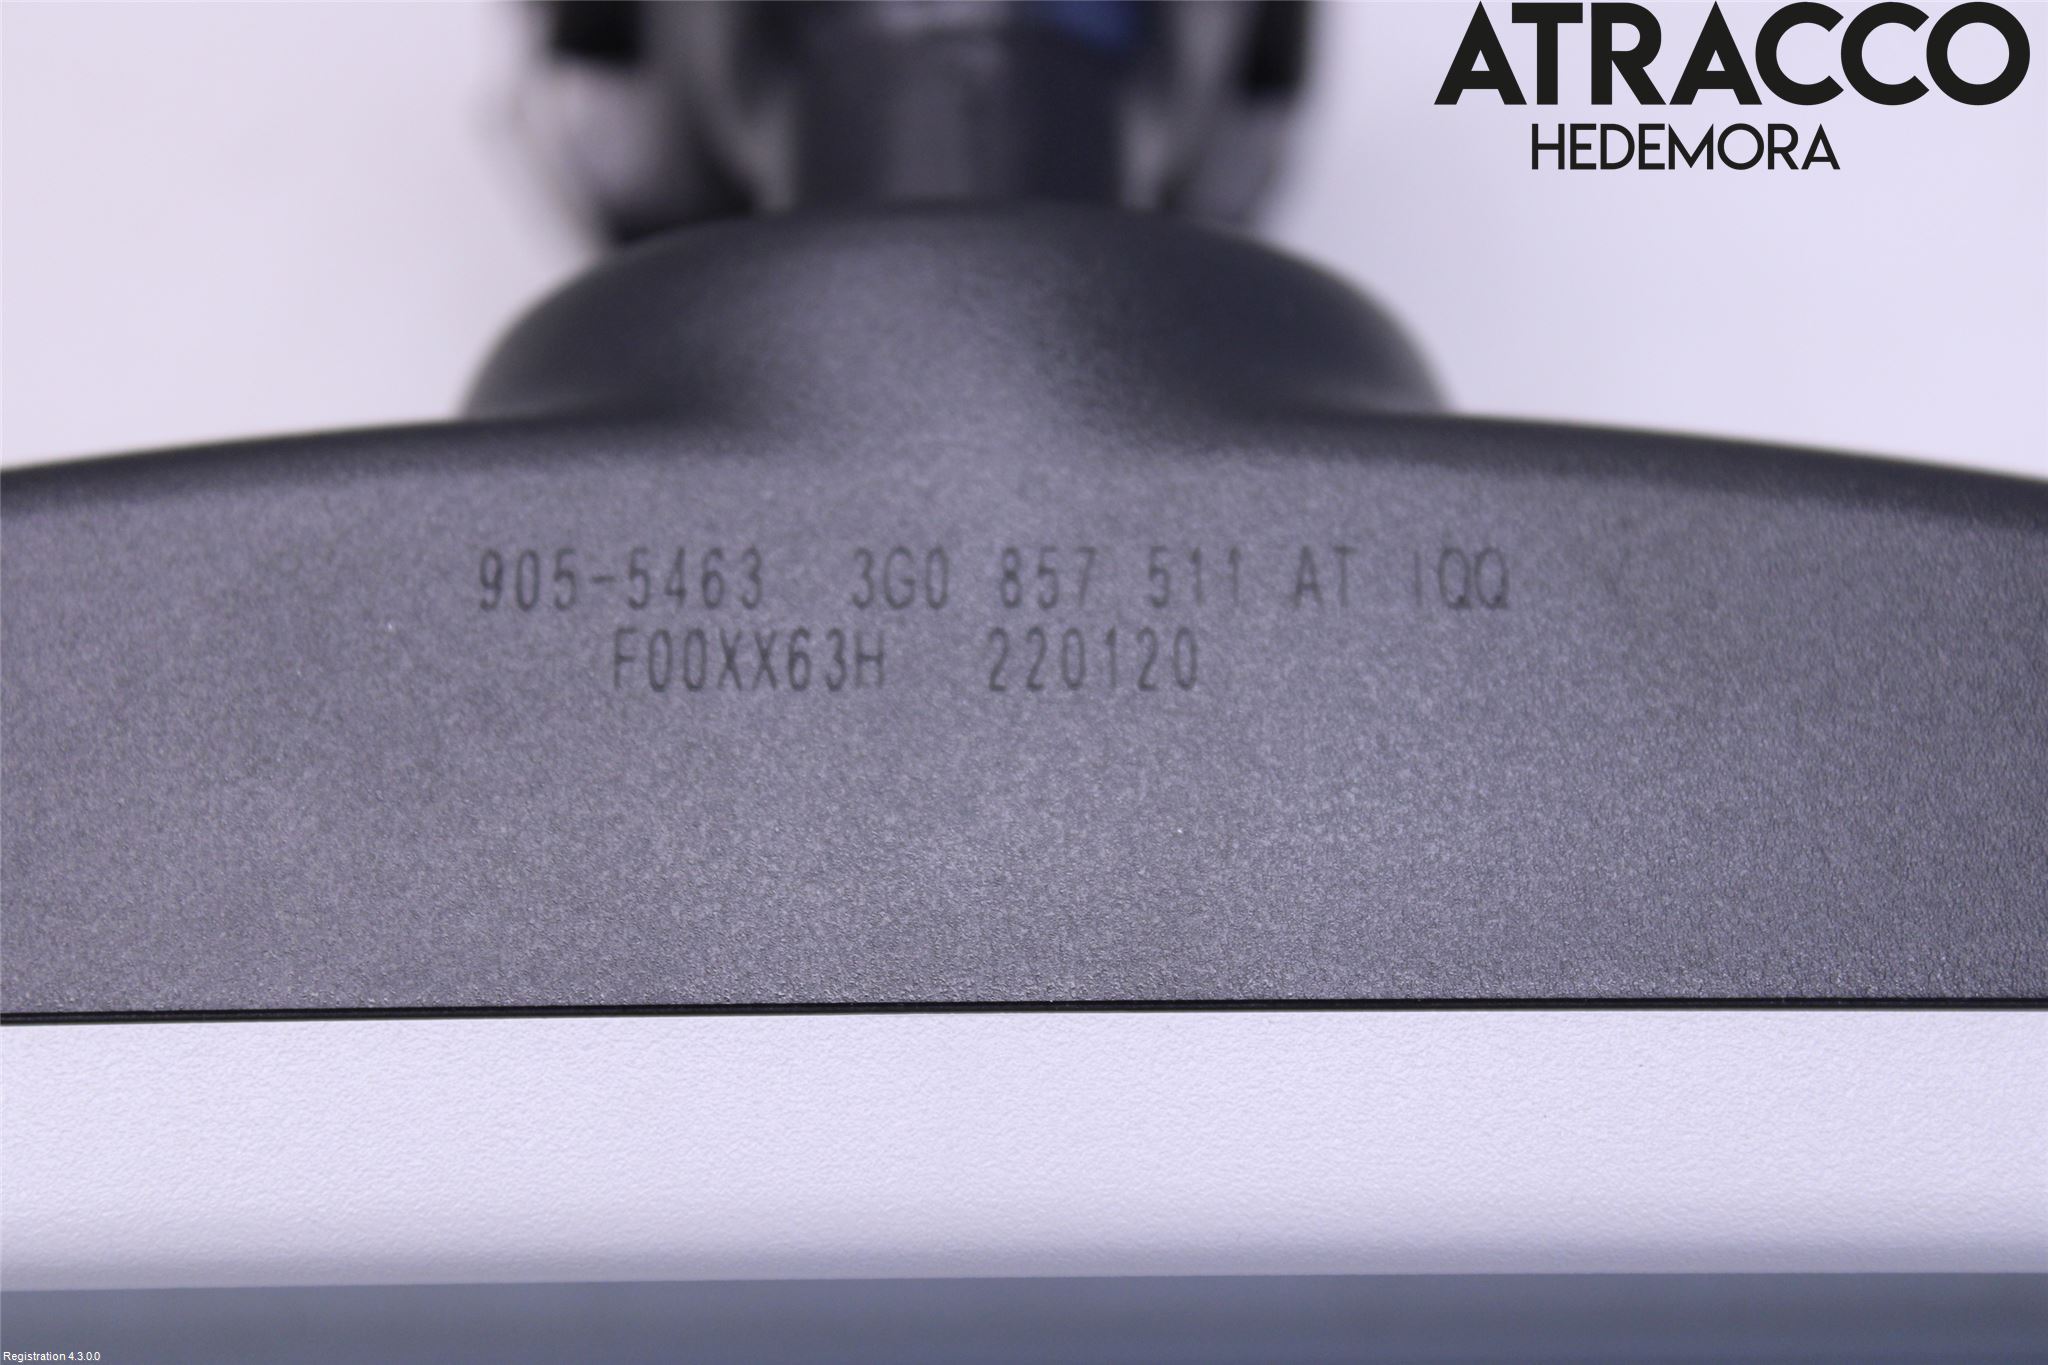 ATRACCO
HEDEMORA
905-5463 3G0 857 511 AT IQQ
F00XX63H 220120
Registration 4.3.0.0